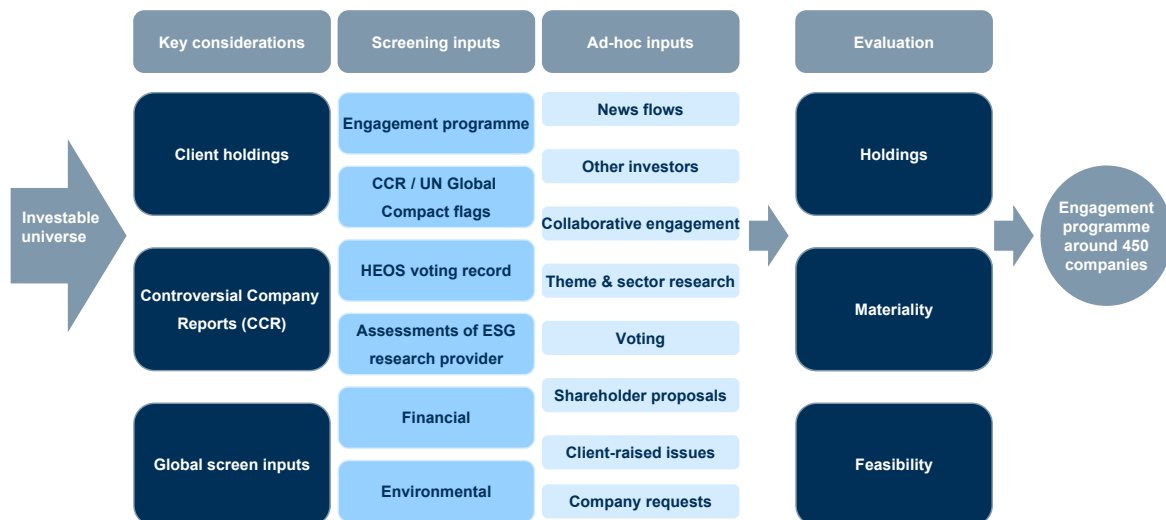 Key considerations
Screening inputs
Ad-hoc inputs
Evaluation
Investable
universe
Client holdings
Controversial Company
Reports (CCR)
Global screen inputs
Engagement programme
CCR / UN Global
Compact flags
HEOS voting record
Assessments of ESG
research provider
Financial
Environmental
News flows
Other investors
Collaborative engagement
Theme & sector research
Voting
Shareholder proposals
Client-raised issues
Company requests
Holdings
Materiality
Feasibility
Engagement
programme
around 450
companies